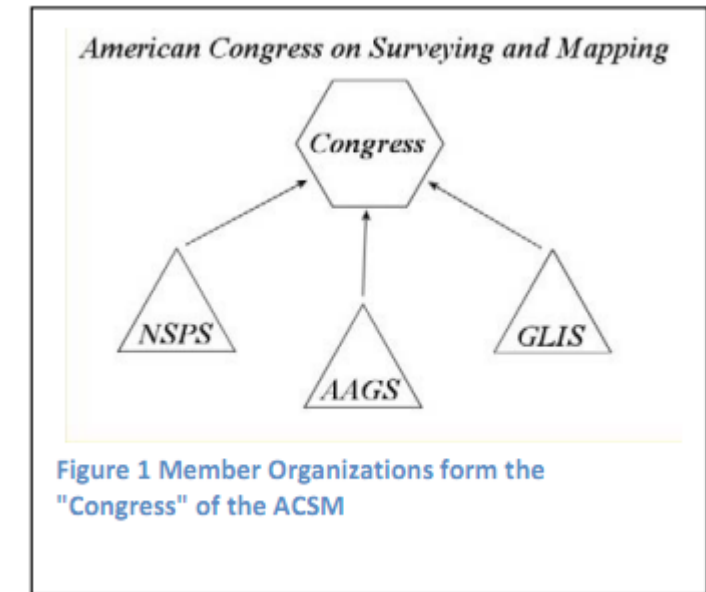 American Congress on Surveying and Mapping
Congress
NSPS
AAGS
GLIS
Figure 1 Member Organizations form the
"Congress" of the ACSM